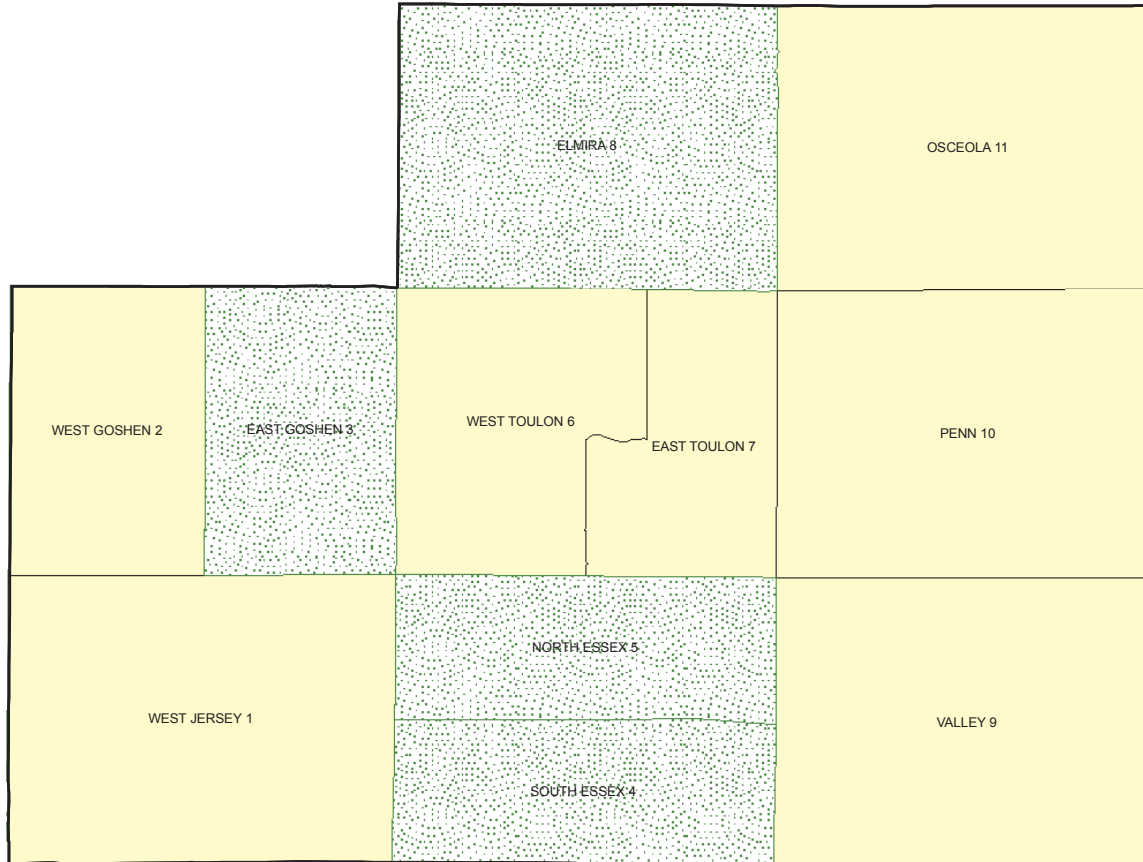 ELMIRA 8
OSCEOLA 11
WEST GOSHEN 2
EAST GOSHEN 3
WEST TOULON 6
EAST TOULON 7
PENN 10
NORTH ESSEX 5
WEST JERSEY 1
VALLEY 9
SOUTH ESSEX 4